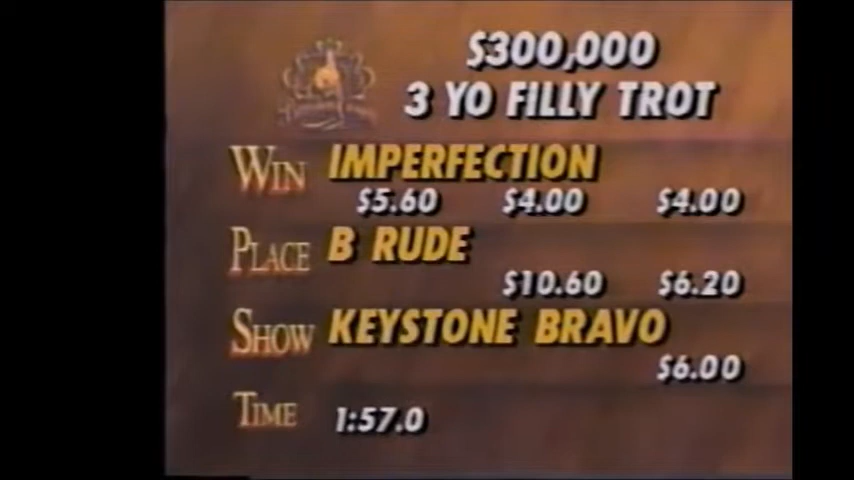 $300,000
3 YO FILLY TROT
WIN IMPERFECTION
$5.60 $4.00 $4.00
PLACE B RUDE
$10.60 $6.20
SHOW KEYSTONE BRAVO
$6.00
TIME 1:57.0